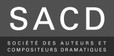 SACD
SOCIÉTÉ DES AUTEURS ET
COMPOSITEURS DRAMATIQUES